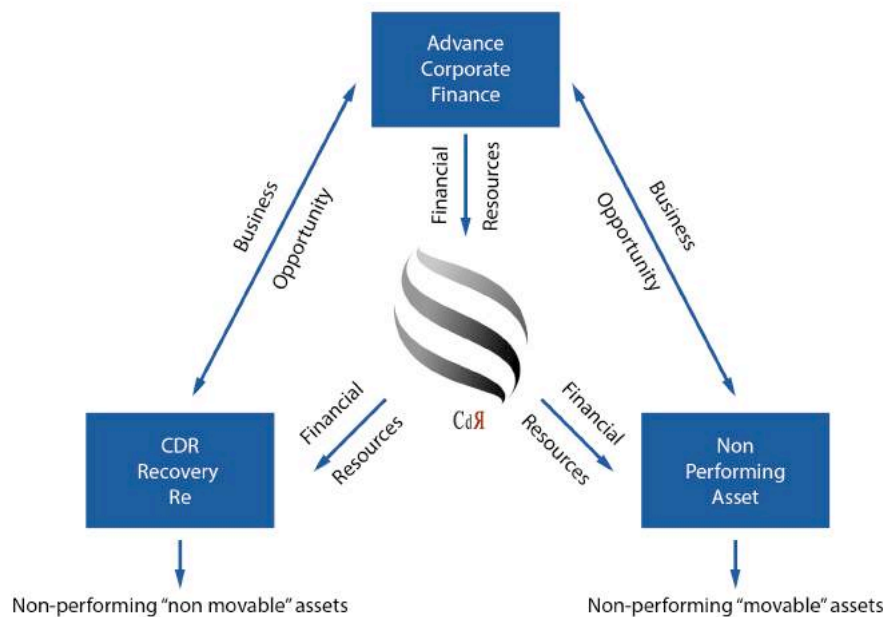 Advance
Corporate
Finance
Business
Opportunity
Financial
Resources
Business
Opportunity
CdЯ
Financial
Resources
Financial
Resources
CDR
Recovery
Re
Non
Performing
Asset
Non-performing “non movable” assets
Non-performing “movable” assets